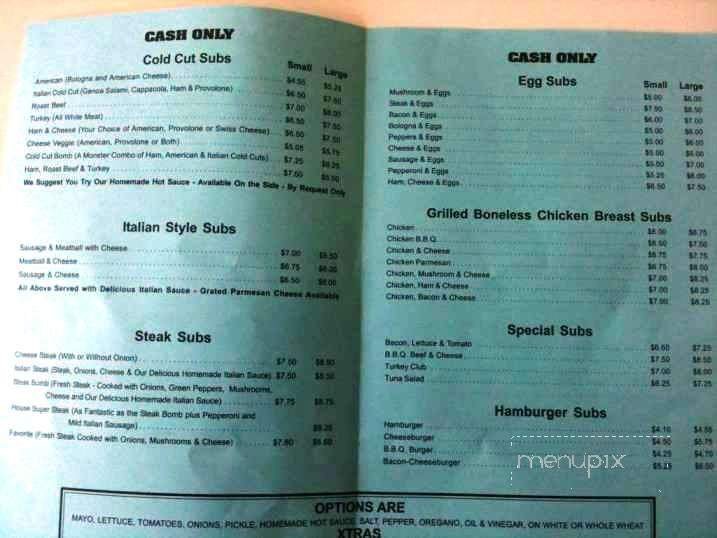 CASH ONLY
Cold Cut Subs
Small Large
American (Bologna and American Cheese) $4.55 $5.25
Italian Cold Cut (Genoa Salami, Cappacola, Ham & Provolone) $6.50 $7.50
Roast Beef $7.00 $8.00
Turkey (All White Meat) $6.50 $7.50
Ham & Cheese (Your Choice of American, Provolone or Swiss Cheese) $6.50 $7.50
Cheese Veggie (American, Provolone or Both) $5.05 $5.75
Cold Cut Bomb (A Monster Combo of Ham, American & Italian Cold Cuts) $7.25 $8.25
Ham, Roast Beef & Turkey $7.50 $8.50
We Suggest You Try Our Homemade Hot Sauce - Available On the Side - By Request Only
Italian Style Subs
Sausage & Meatball with Cheese $7.00 $8.50
Meatball & Cheese $6.75 $8.00
Sausage & Cheese $6.50 $8.00
All Above Served with Delicious Italian Sauce - Grated Parmesan Cheese Available
Steak Subs
Cheese Steak (With or Without Onion) $7.50 $8.50
Italian Steak (Steak, Onions, Cheese & Our Delicious Homemade Italian Sauce) $7.50 $8.50
Steak Bomb (Fresh Steak - Cooked with Onions, Green Peppers, Mushrooms,
Cheese and Our Delicious Homemade Italian Sauce) $7.75 $8.75
House Super Steak (As Fantastic as the Steak Bomb plus Pepperoni and
Mild Italian Sausage) $9.25
Favorite (Fresh Steak Cooked with Onions, Mushrooms & Cheese) $7.60
CASH ONLY
Egg Subs
Small Large
Mushroom & Eggs $5.00 $6.00
Steak & Eggs $7.50 $8.50
Bacon & Eggs $6.00 $7.00
Bologna & Eggs $5.00 $6.00
Peppers & Eggs $5.00 $6.00
Cheese & Eggs $5.00 $6.00
Sausage & Eggs $5.50 $7.00
Pepperoni & Eggs $5.25 $6.00
Ham, Cheese & Eggs $6.50 $7.50
Grilled Boneless Chicken Breast Subs
Chicken $6.00 $6.75
Chicken B.B.Q. $6.50 $7.50
Chicken & Cheese $6.75 $7.75
Chicken Parmesan $6.75 $8.00
Chicken, Mushroom & Cheese $7.00 $8.25
Chicken, Ham & Cheese $7.00 $8.25
Chicken, Bacon & Cheese $7.00 $8.25
Special Subs
Bacon, Lettuce & Tomato $6.60 $7.25
B.B.Q. Beef & Cheese $7.50 $8.50
Turkey Club $7.00 $8.00
Tuna Salad $6.25 $7.25
Hamburger Subs
Hamburger $4.10 $4.55
Cheeseburger $4.50 $5.75
B.B.Q. Burger $4.25 $4.70
Bacon-Cheeseburger $5.25 $6.50
menupix
OPTIONS ARE
MAYO, LETTUCE, TOMATOES, ONIONS, PICKLE, HOMEMADE HOT SAUCE, SALT, PEPPER, OREGANO, OIL & VINEGAR, ON WHITE OR WHOLE WHEAT
XTRAS